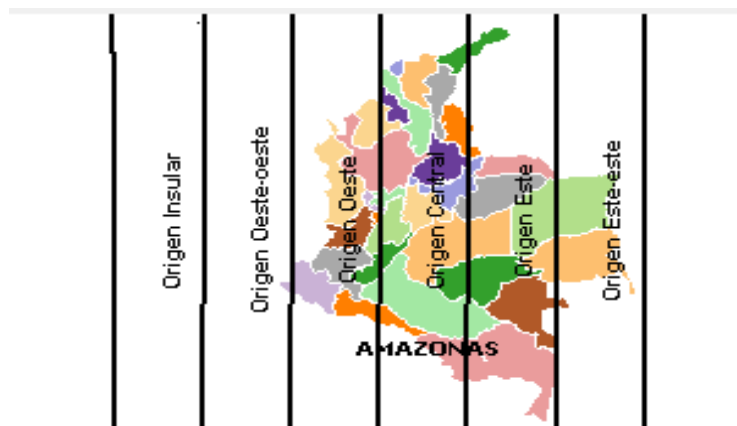 Origen Insular
Origen Oeste-oeste
Origen Oeste
Origen Central
Origen Este
Origen Este-este
AMAZONAS